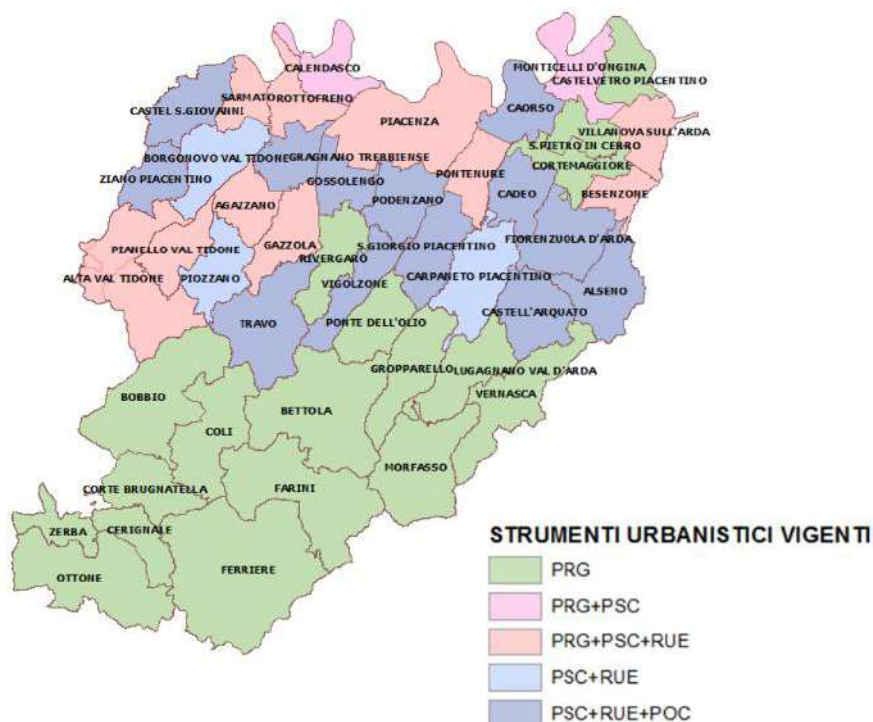 CALENDASCO
MONTICELLI D'ONGINA
CASTELVETRO PIACENTINO
SARMATO
ROTTOFRENO
CASTEL S.GIOVANNI
CAORSO
PIACENZA
VILLANOVA SULL'ARDA
S.PIETRO IN CERRO
BORGONOVO VAL TIDONE
GRAGNANO TREBBIENSE
CORTEMAGGIORE
ZIANO PIACENTINO
GOSSOLENGO
PONTENURE
PODENZANO
CADEO
BESENZONE
AGAZZANO
FIORENZUOLA D'ARDA
PIANELLO VAL TIDONE
GAZZOLA
S.GIORGIO PIACENTINO
RIVERGARO
ALTA VAL TIDONE
PIOZZANO
VIGOLZONE
CARPANETO PIACENTINO
ALSENO
CASTELL'ARQUATO
TRAVO
PONTE DELL'OLIO
GROPPARELLO
LUGAGNANO VAL D'ARDA
BOBBIO
VERNASCA
BETTOLA
COLI
MORFASSO
CORTE BRUGNATELLA
FARINI
ZERBA
CERIGNALE
FERRIERE
OTTONE
STRUMENTI URBANISTICI VIGENTI
PRG
PRG+PSC
PRG+PSC+RUE
PSC+RUE
PSC+RUE+POC